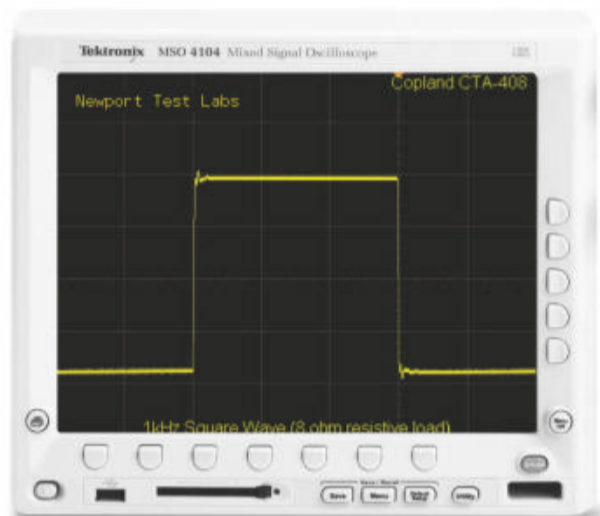 Tektronix MSO 4104 Mixed Signal Oscilloscope
Copland CTA-408
Newport Test Labs
1kHz Square Wave (8 ohm resistive load)
Save
Menu
Utility